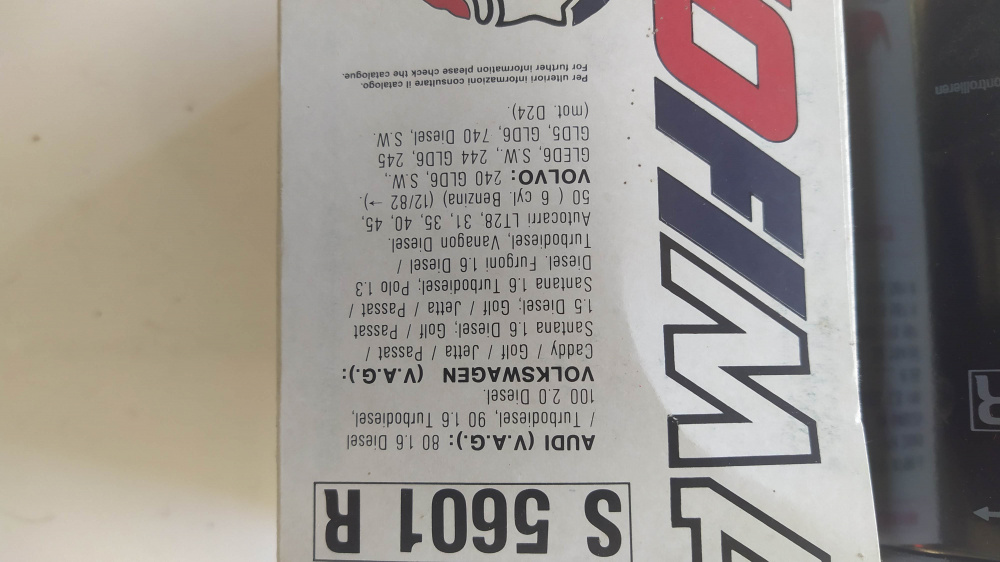 S 5601 R
AUDI (V.A.G.): 80 1.6 Diesel
/ Turbodiesel, 90 1.6 Turbodiesel,
100 2.0 Diesel.
VOLKSWAGEN (V.A.G.):
Caddy / Golf / Jetta / Passat /
Santana 1.6 Diesel; Golf / Passat
1.5 Diesel; Golf / Jetta / Passat /
Santana 1.6 Turbodiesel; Polo 1.3
Diesel. Furgoni 1.6 Diesel /
Turbodiesel, Vanagon Diesel.
Autocarri LT28, 31, 35, 40, 45,
50 ( 6 cyl. Benzina) (12/82 →).
VOLVO: 240 GLD6, S.W.,
GLED6, S.W., 244 GLD6, 245
GLD5, GLD6, 740 Diesel, S.W.
(mot. D24).
Per ulteriori informazioni consultare il catalogo.
For further information please check the catalogue.
ontrollieren
R